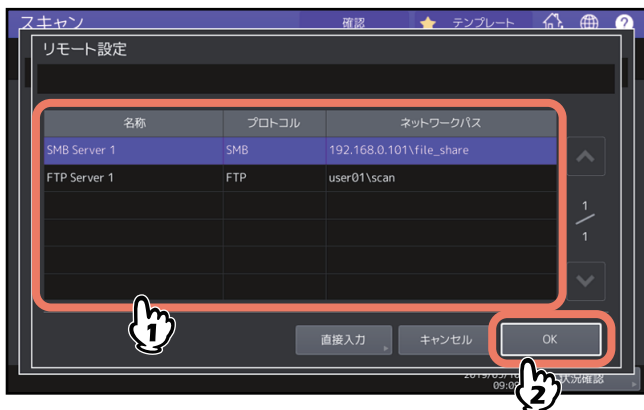 スキャン 確認 テンプレート ?
リモート設定
名称 プロトコル ネットワークパス
SMB Server 1 SMB 192.168.0.101\file_share
FTP Server 1 FTP user01\scan
1
1
1
直接入力 キャンセル OK
状況確認
09:09
2